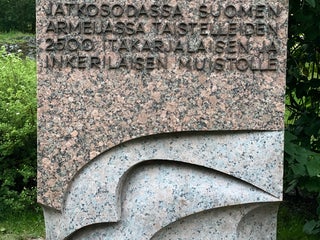 JATKOSODASSA SUOMEN
ARMEIJASSA TAISTELLEIDEN
2500 ITÄKARJALAISEN JA
INKERILÄISEN MUISTOLLE